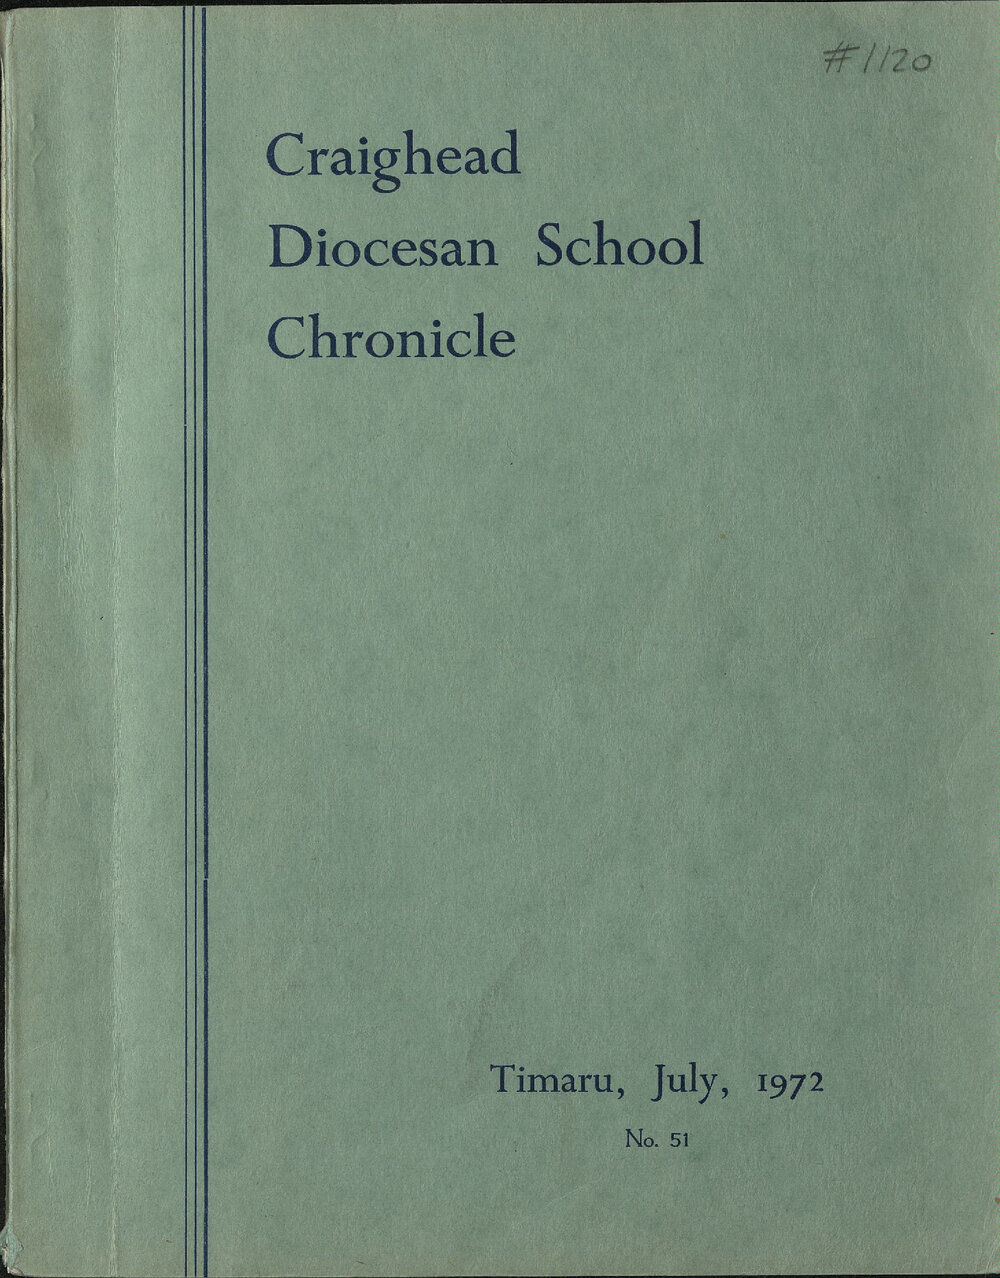 #1120
Craighead
Diocesan School
Chronicle
Timaru, July, 1972
No. 51